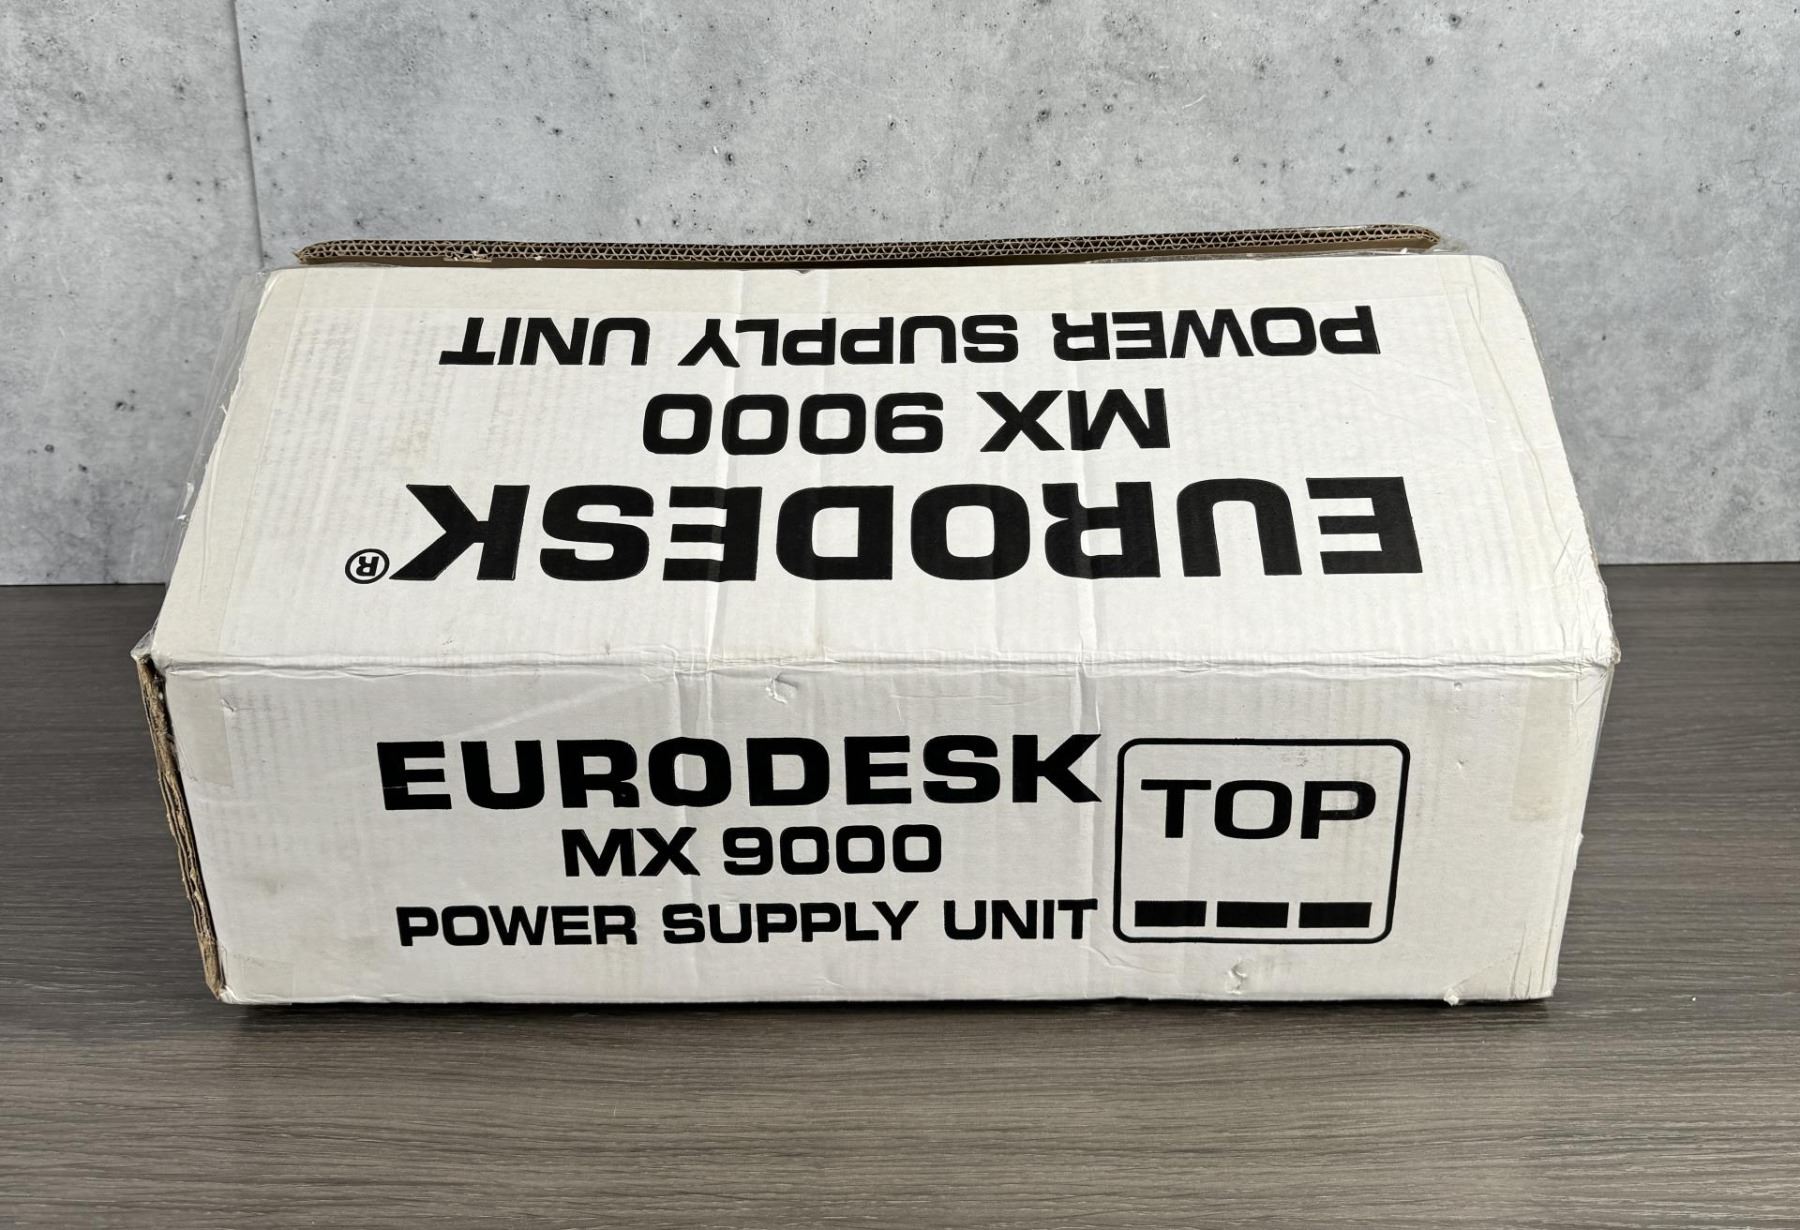 POWER SUPPLY UNIT
MX 9000
EURODESK®
EURODESK
MX 9000
POWER SUPPLY UNIT
TOP